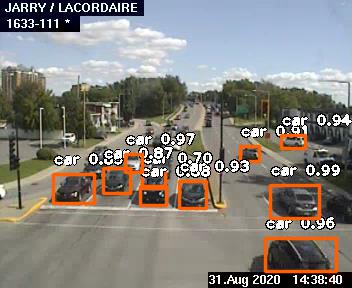 JARRY / LACORDAIRE
1633-111 *
car 0.94
car 0.91
car 0.97
car 0.87
0.70
car 0.93
car 0.99
car 0.96
31.Aug 2020 14:38:40